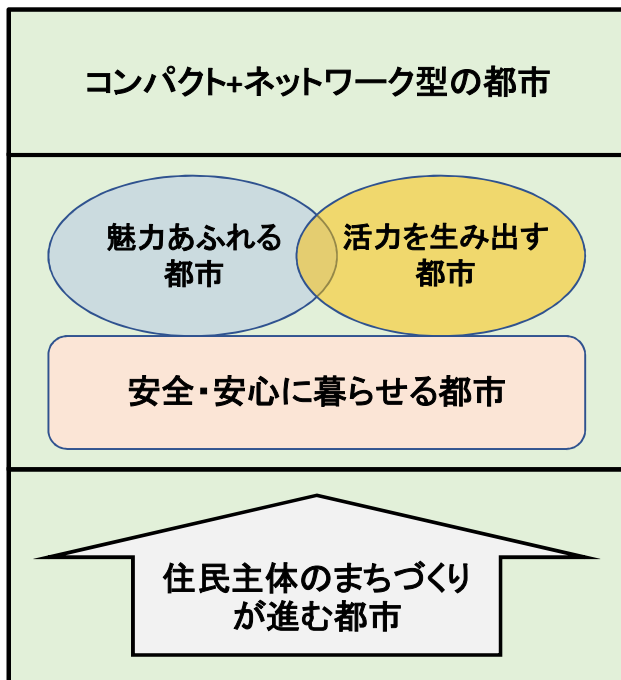 コンパクト+ネットワーク型の都市
魅力あふれる
都市
活力を生み出す
都市
安全・安心に暮らせる都市
住民主体のまちづくり
が進む都市